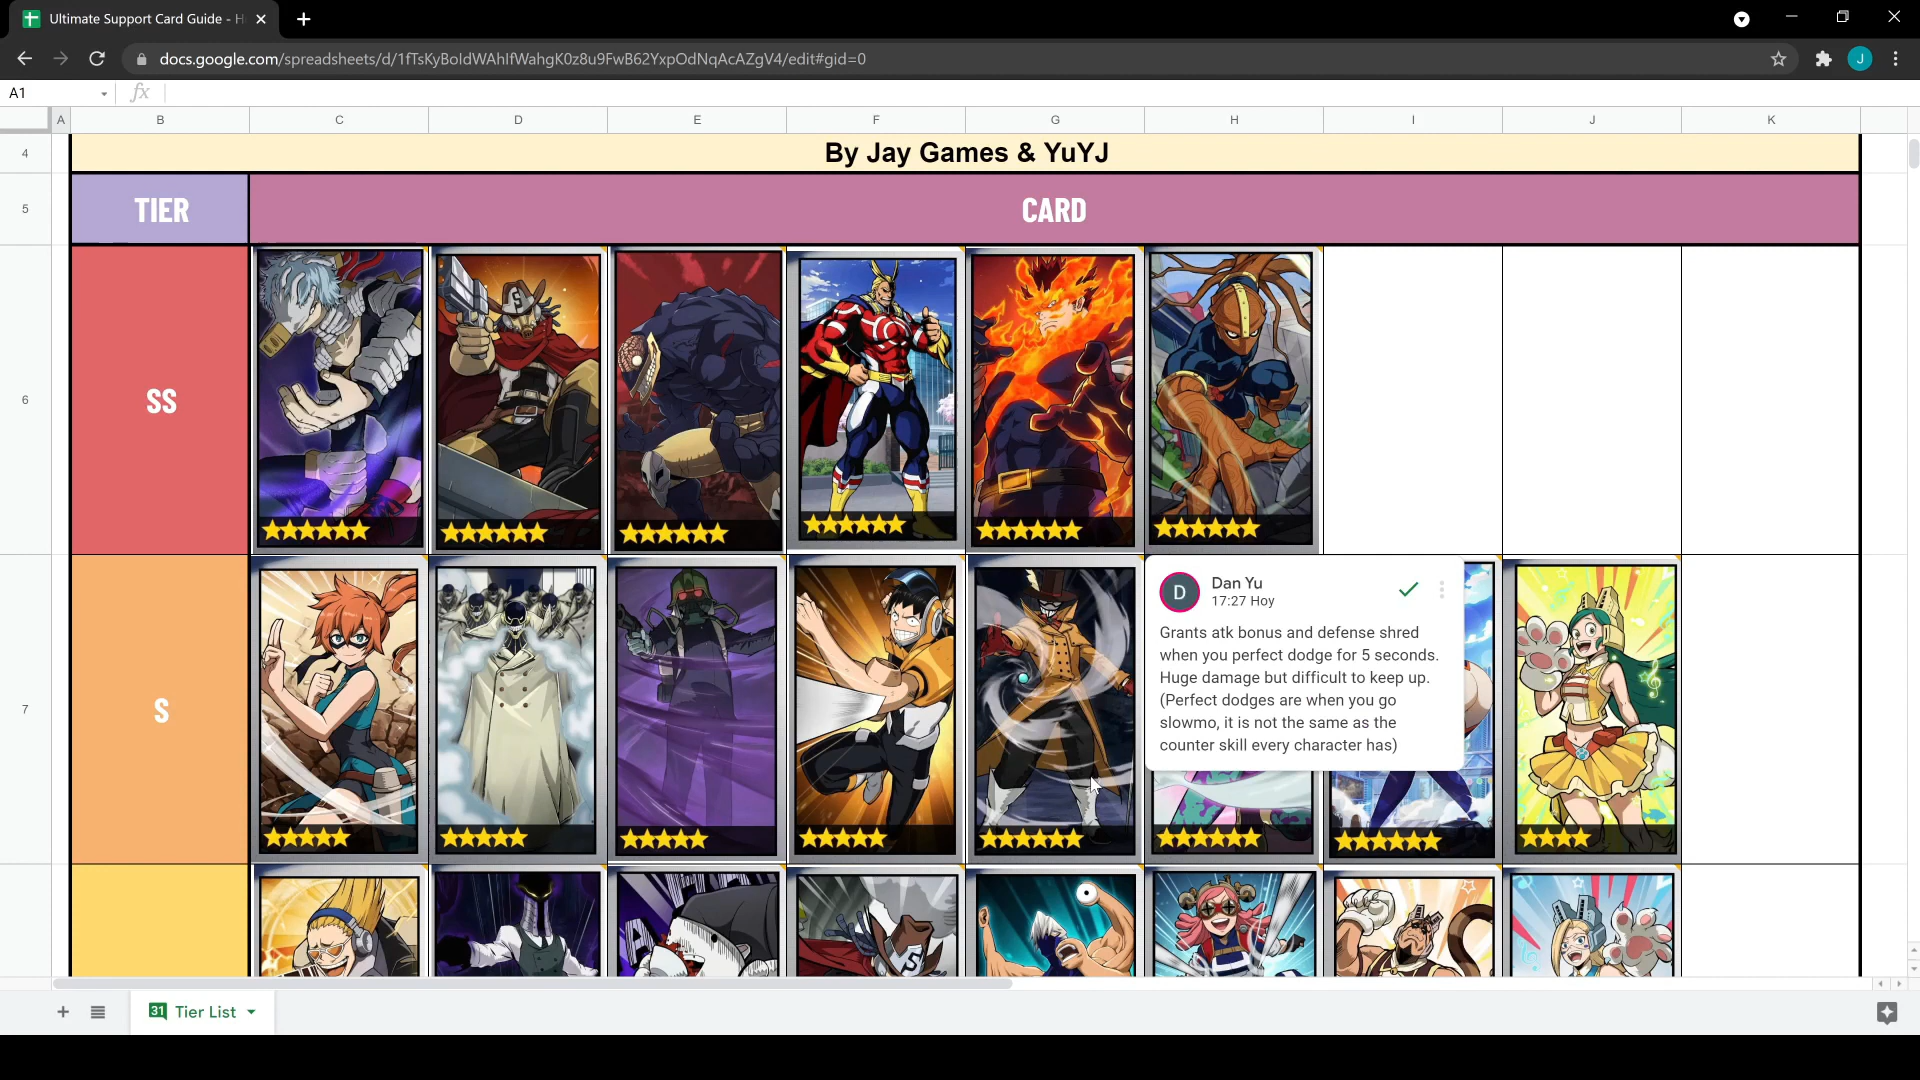 Ultimate Support Card Guide - H
docs.google.com/spreadsheets/d/1fTsKyBoIdWAhIfWahgK0z8u9FwB62YxpOdNqAcAZgV4/edit#gid=0
J
A1
fx
A B C D E F G H I J K
4
By Jay Games & YuYJ
5
TIER
CARD
6
SS
S
7
S
D
Dan Yu
17:27 Hoy
Grants atk bonus and defense shred
when you perfect dodge for 5 seconds.
Huge damage but difficult to keep up.
(Perfect dodges are when you go
slowmo, it is not the same as the
counter skill every character has)
S
31
Tier List